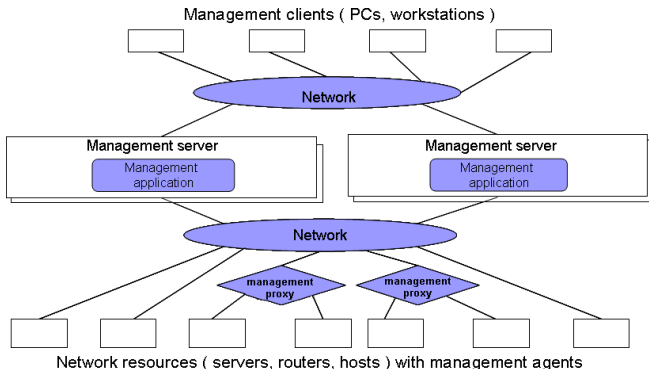 Management clients ( PCs, workstations )
Network
Management server
Management
application
Management server
Management
application
Network
management
proxy
management
proxy
Network resources ( servers, routers, hosts ) with management agents